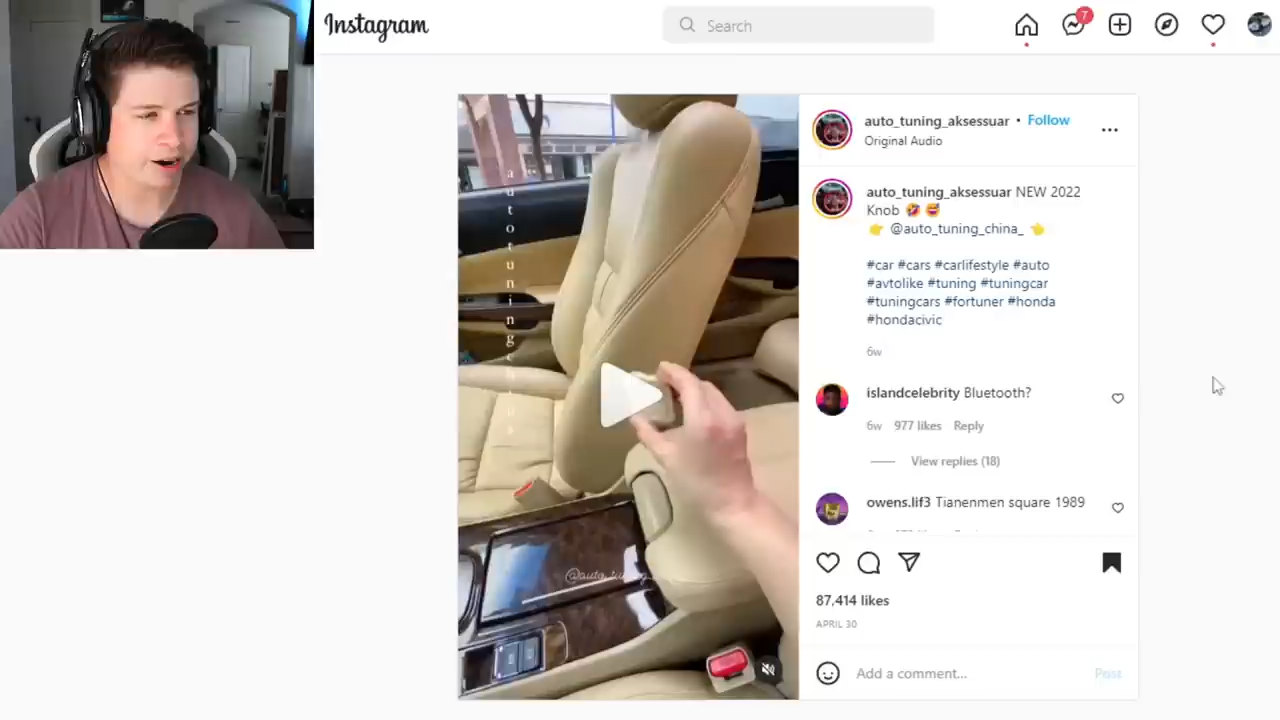 Instagram
Search
7
auto_tuning_aksessuar • Follow
Original Audio
auto_tuning_aksessuar NEW 2022
Knob 🤣 😅
👉 @auto_tuning_china_ 👈
#car #cars #carlifestyle #auto
#avtolike #tuning #tuningcar
#tuningcars #fortuner #honda
#hondacivic
6w
islandcelebrity Bluetooth?
6w 977 likes Reply
View replies (18)
owens.lif3 Tianenmen square 1989
87,414 likes
APRIL 30
Add a comment...
Post